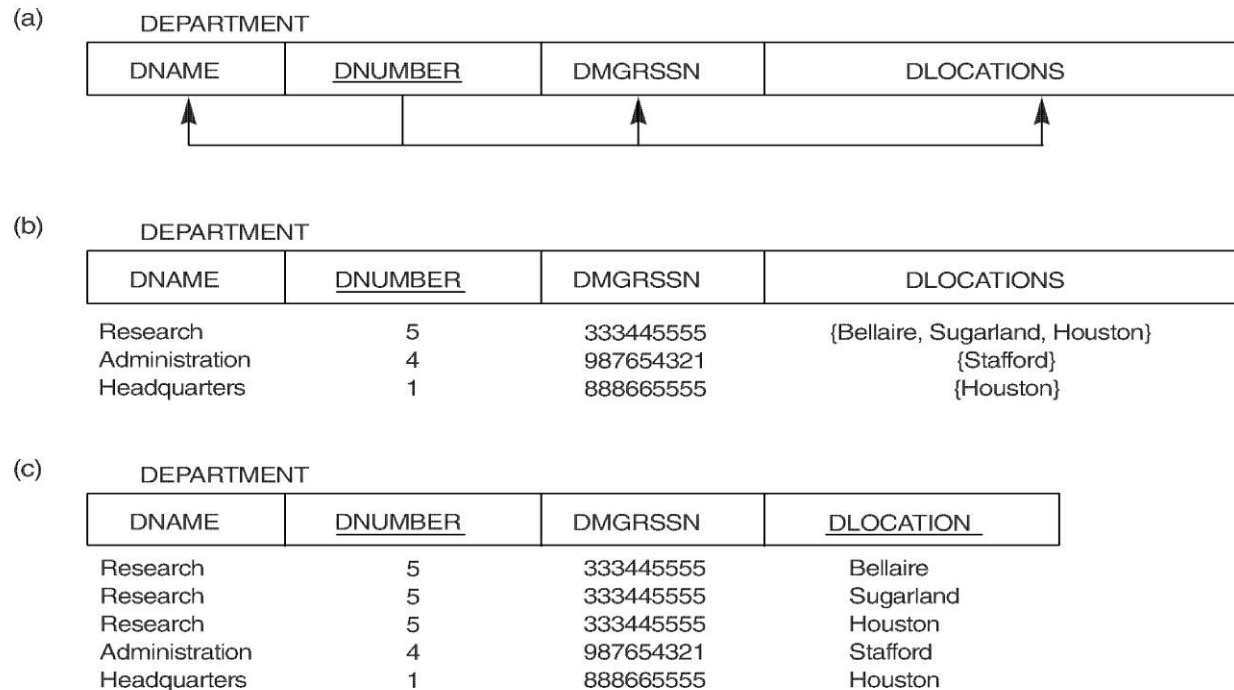 (a) DEPARTMENT
DNAME DNUMBER DMGRSSN DLOCATIONS
(b) DEPARTMENT
DNAME DNUMBER DMGRSSN DLOCATIONS
Research 5 333445555 {Bellaire, Sugarland, Houston}
Administration 4 987654321 {Stafford}
Headquarters 1 888665555 {Houston}
(c) DEPARTMENT
DNAME DNUMBER DMGRSSN DLOCATION
Research 5 333445555 Bellaire
Research 5 333445555 Sugarland
Research 5 333445555 Houston
Administration 4 987654321 Stafford
Headquarters 1 888665555 Houston